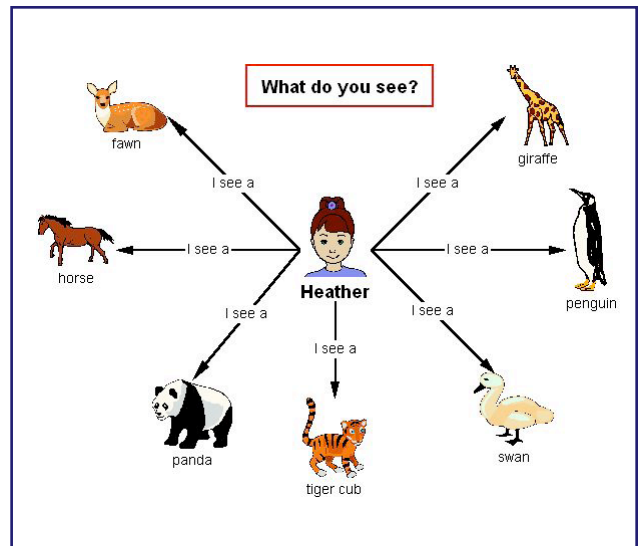 What do you see?
fawn
giraffe
I see a
I see a
horse
I see a
I see a
penguin
Heather
I see a
I see a
I see a
panda
tiger cub
swan